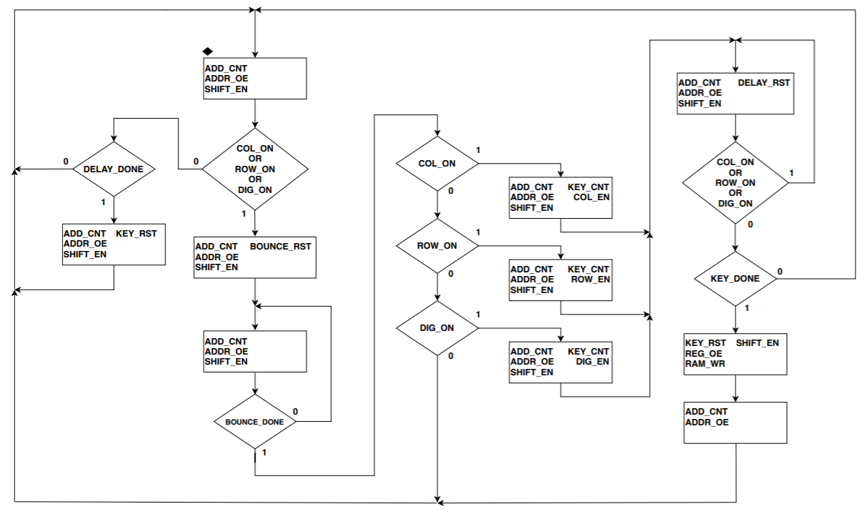 ADD_CNT
ADDR_OE
SHIFT_EN
COL_ON
OR
ROW_ON
OR
DIG_ON
0
1
DELAY_DONE
0
1
ADD_CNT KEY_RST
ADDR_OE
SHIFT_EN
ADD_CNT BOUNCE_RST
ADDR_OE
SHIFT_EN
ADD_CNT
ADDR_OE
SHIFT_EN
BOUNCE_DONE
0
1
COL_ON
1
0
ADD_CNT KEY_CNT
ADDR_OE COL_EN
SHIFT_EN
ROW_ON
1
0
ADD_CNT KEY_CNT
ADDR_OE ROW_EN
SHIFT_EN
DIG_ON
1
0
ADD_CNT KEY_CNT
ADDR_OE DIG_EN
SHIFT_EN
ADD_CNT DELAY_RST
ADDR_OE
SHIFT_EN
COL_ON
OR
ROW_ON
OR
DIG_ON
1
0
KEY_DONE
0
1
KEY_RST SHIFT_EN
REG_OE
RAM_WR
ADD_CNT
ADDR_OE